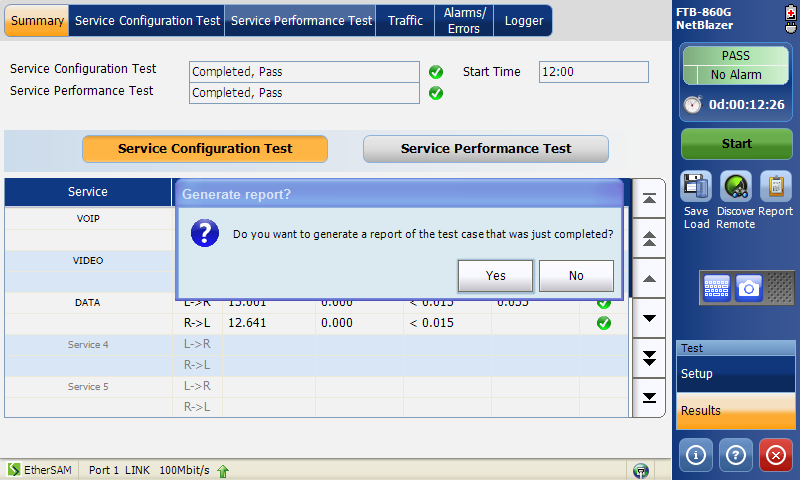 Summary Service Configuration Test Service Performance Test Traffic Alarms/ Errors Logger
FTB-860G
NetBlazer
Service Configuration Test Completed, Pass Start Time 12:00
Service Performance Test Completed, Pass
PASS
No Alarm
0d:00:12:26
Service Configuration Test Service Performance Test
Start
Service
Generate report?
Save Load
Discover Remote
Report
VOIP
Do you want to generate a report of the test case that was just completed?
VIDEO
Yes No
DATA
L->R 0.000 < 0.015
R->L 12.641 0.000 < 0.015
Service 4 L->R
R->L
Service 5 L->R
R->L
Test
Setup
Results
EtherSAM Port 1 LINK 100Mbit/s